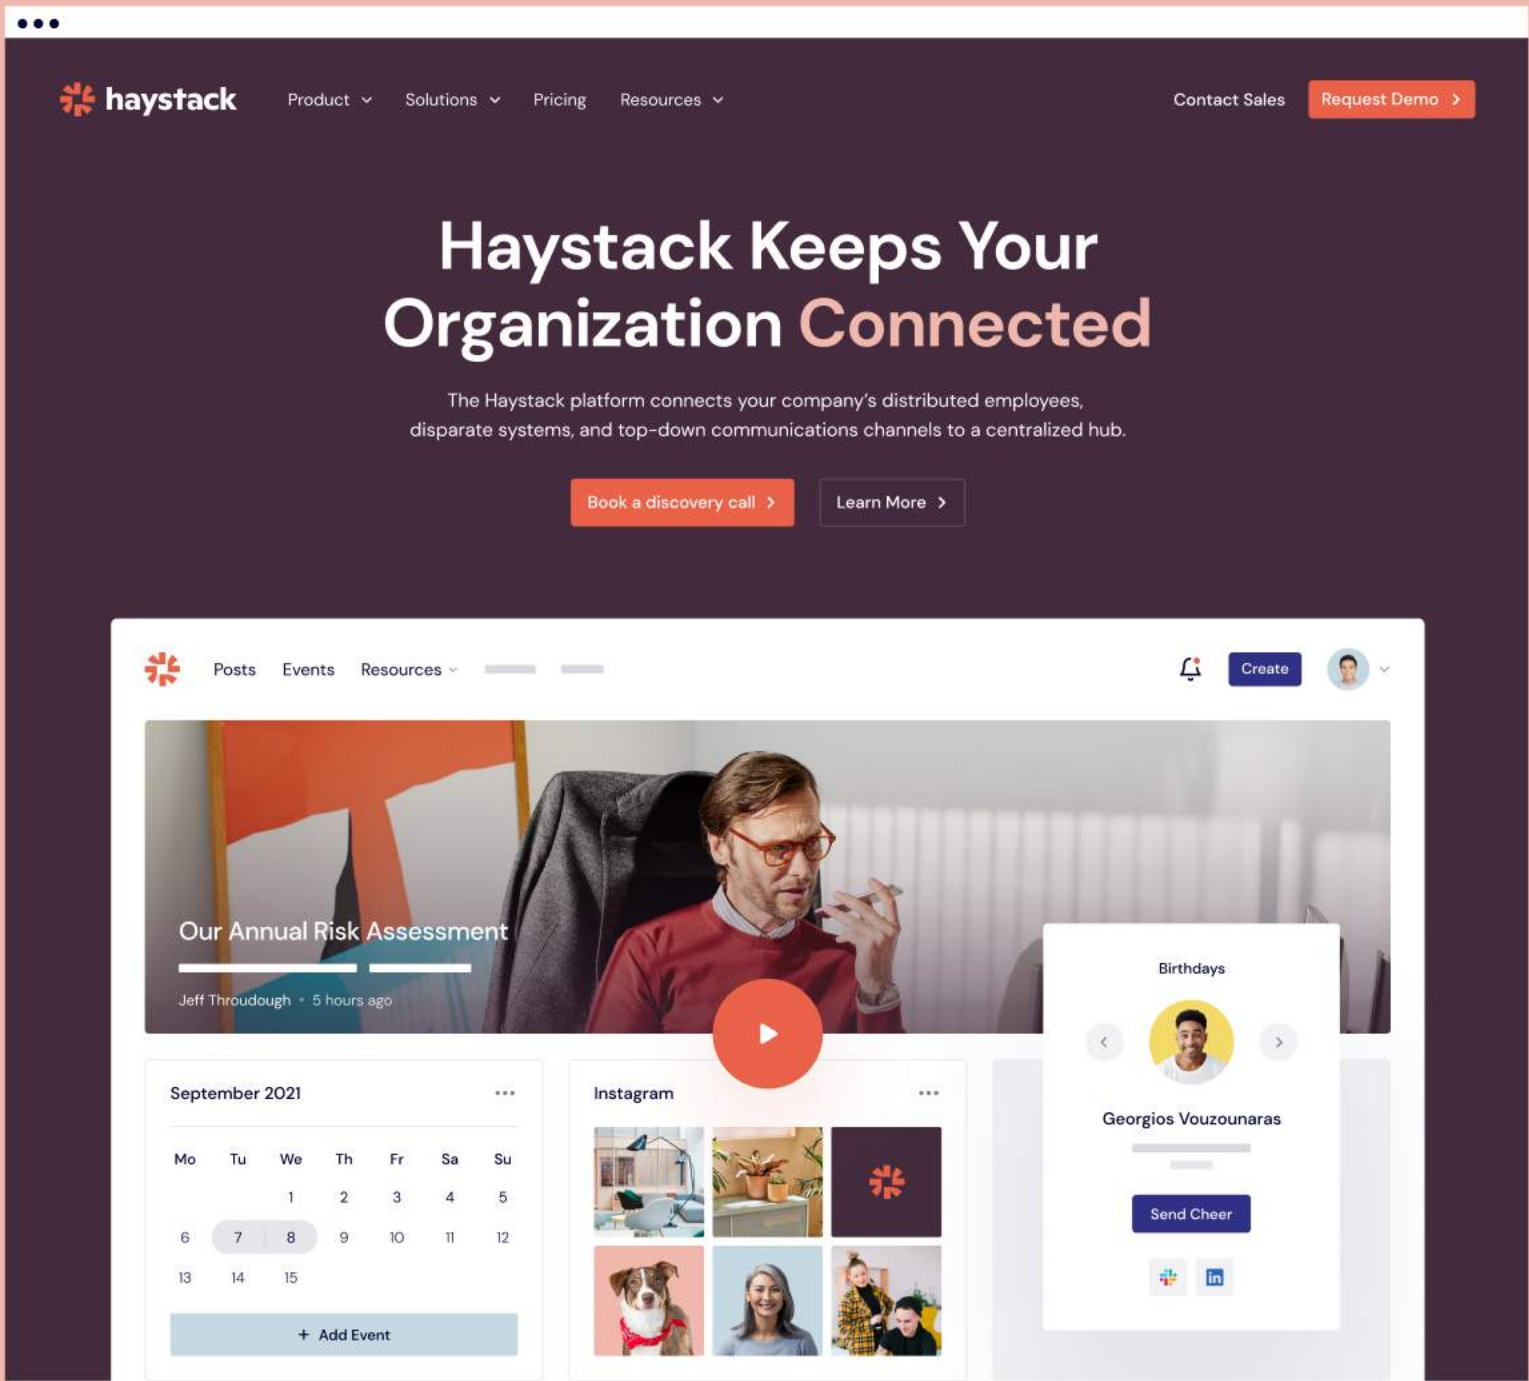 haystack
Product
Solutions
Pricing
Resources
Contact Sales
Request Demo
Haystack Keeps Your
Organization Connected
The Haystack platform connects your company's distributed employees,
disparate systems, and top-down communications channels to a centralized hub.
Book a discovery call
Learn More
Posts
Events
Resources
Create
Our Annual Risk Assessment
Jeff Throudough • 5 hours ago
September 2021
Mo Tu We Th Fr Sa Su
1 2 3 4 5
6 7 8 9 10 11 12
13 14 15
+ Add Event
Instagram
Birthdays
Georgios Vouzounaras
Send Cheer
in